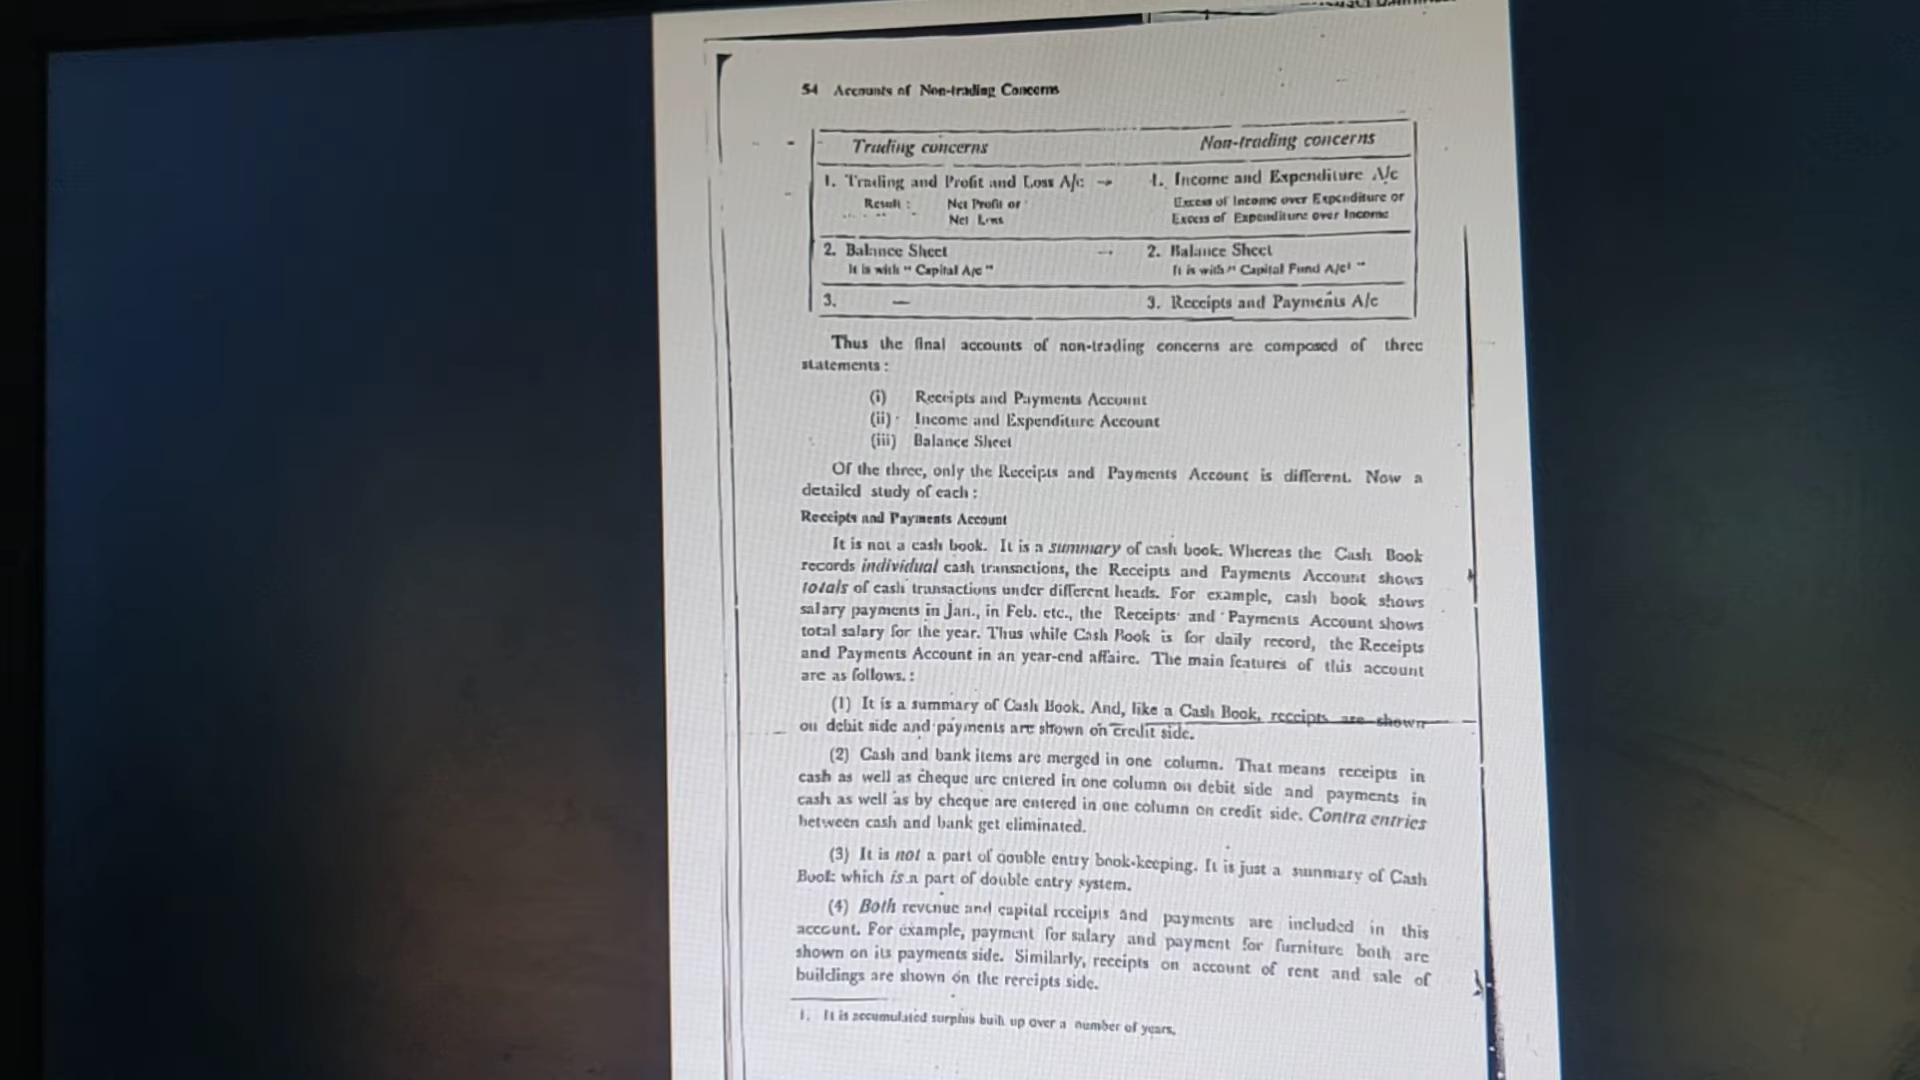 54 Accounts of Non-trading Concerns
Trading concerns Non-trading concerns
1. Trading and Profit and Loss A/c → 1. Income and Expenditure A/c
Result : Net Profit or Excess of Income over Expenditure or
Net Loss Excess of Expenditure over Income
2. Balance Sheet → 2. Balance Sheet
It is with " Capital A/c " It is with " Capital Fund A/c¹ "
3. — 3. Receipts and Payments A/c
Thus the final accounts of non-trading concerns are composed of three
statements :
(i) Receipts and Payments Account
(ii) Income and Expenditure Account
(iii) Balance Sheet
Of the three, only the Receipts and Payments Account is different. Now a
detailed study of each :
Receipts and Payments Account
It is not a cash book. It is a summary of cash book. Whereas the Cash Book
records individual cash transactions, the Receipts and Payments Account shows
totals of cash transactions under different heads. For example, cash book shows
salary payments in Jan., in Feb. etc., the Receipts and Payments Account shows
total salary for the year. Thus while Cash Book is for daily record, the Receipts
and Payments Account in an year-end affaire. The main features of this account
are as follows. :
(1) It is a summary of Cash Book. And, like a Cash Book, receipts are shown
on debit side and payments are shown on credit side.
(2) Cash and bank items are merged in one column. That means receipts in
cash as well as cheque are entered in one column on debit side and payments in
cash as well as by cheque are entered in one column on credit side. Contra entries
between cash and bank get eliminated.
(3) It is not a part of double entry book-keeping. It is just a summary of Cash
Book which is a part of double entry system.
(4) Both revenue and capital receipts and payments are included in this
account. For example, payment for salary and payment for furniture both are
shown on its payments side. Similarly, receipts on account of rent and sale of
buildings are shown on the receipts side.
1. It is accumulated surplus built up over a number of years.